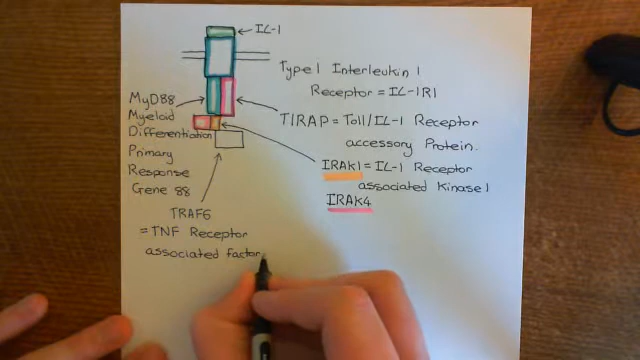 IL-1
Type 1 Interleukin 1
Receptor = IL-1R1
MyD88
Myeloid
Differentiation
Primary
Response
Gene 88
TIRAP = Toll/IL-1 Receptor
accessory Protein.
IRAK1 = IL-1 Receptor
associated Kinase 1
IRAK4
TRAF6
= TNF Receptor
associated factor